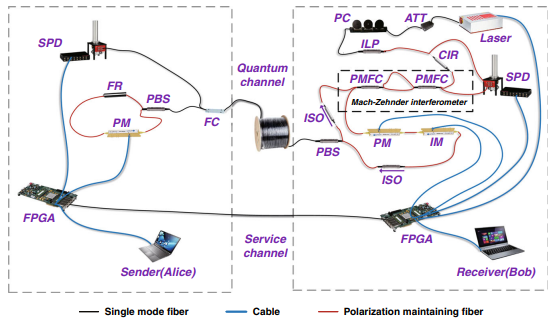 PC
ATT
Laser
SPD
ILP
CIR
Quantum
channel
PMFC
PMFC
SPD
FR
PBS
Mach-Zehnder interferometer
FC
ISO
PM
PBS
PM
IM
ISO
FPGA
FPGA
Service
channel
Sender(Alice)
Receiver(Bob)
Single mode fiber
Cable
Polarization maintaining fiber